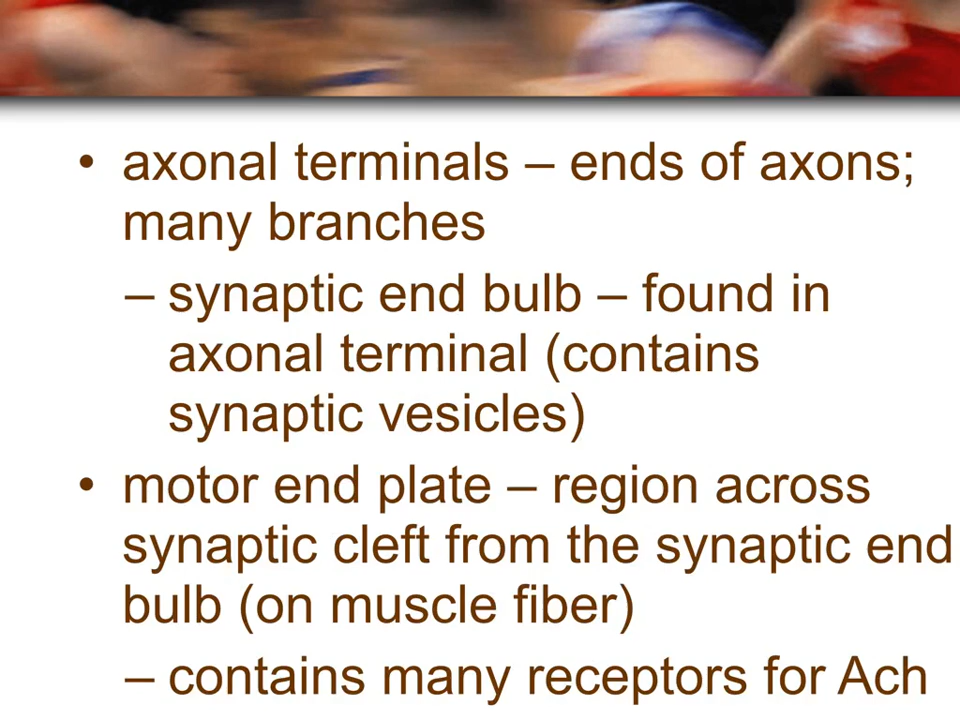 • axonal terminals – ends of axons;
many branches
– synaptic end bulb – found in
axonal terminal (contains
synaptic vesicles)
• motor end plate – region across
synaptic cleft from the synaptic end
bulb (on muscle fiber)
– contains many receptors for Ach